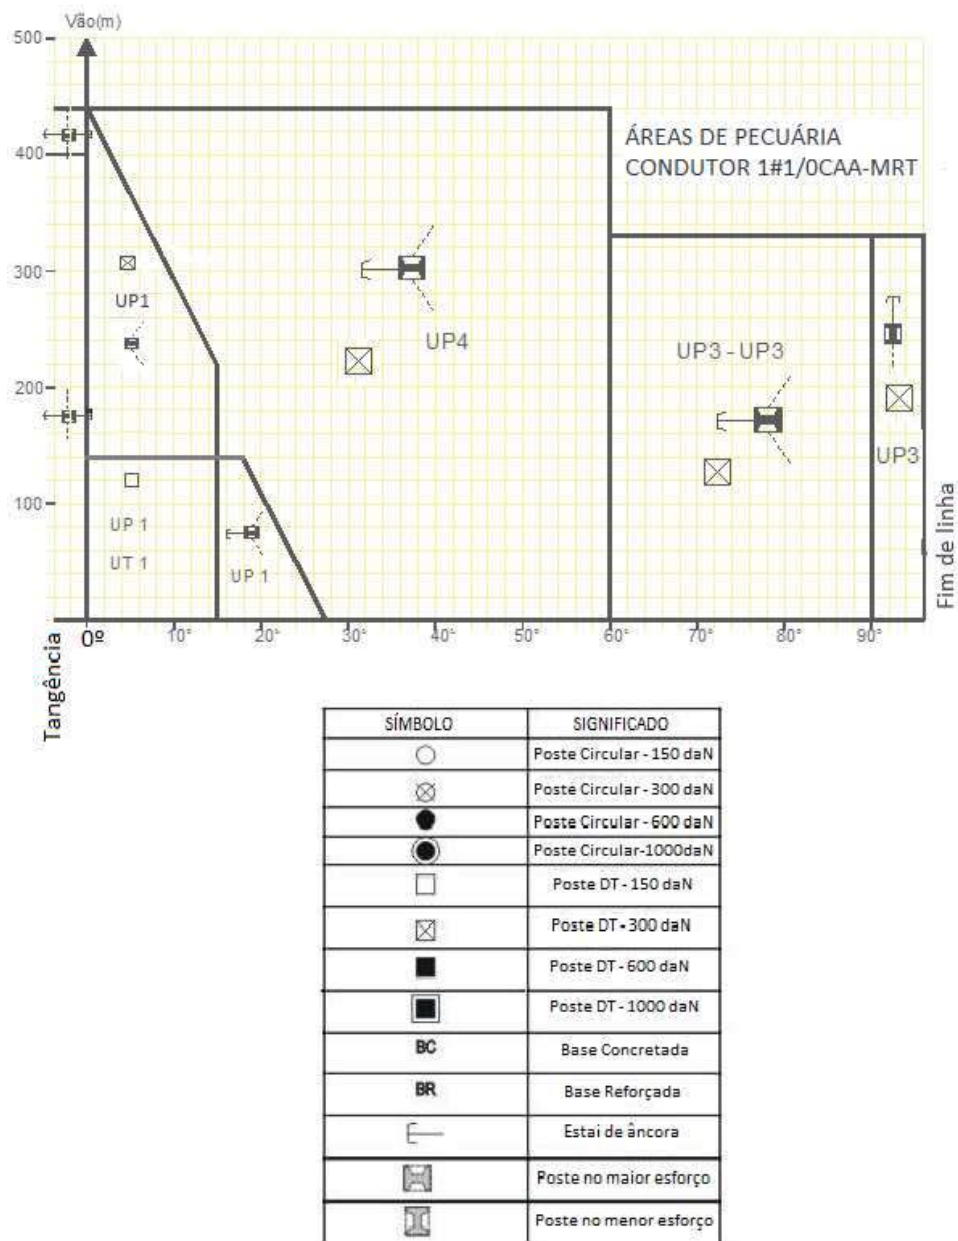 Vão(m)
500
400
300
200
100
ÁREAS DE PECUÁRIA
CONDUTOR 1#1/0CAA-MRT
UP1
UP4
UP3 - UP3
UP3
UP 1
UT 1
UP 1
0º
10°
20°
30°
40°
50°
60°
70°
80°
90°
Tangência
Fim de linha
SÍMBOLO SIGNIFICADO
Poste Circular - 150 daN
Poste Circular - 300 daN
Poste Circular - 600 daN
Poste Circular-1000daN
Poste DT - 150 daN
Poste DT - 300 daN
Poste DT - 600 daN
Poste DT - 1000 daN
BC Base Concretada
BR Base Reforçada
Estai de âncora
Poste no maior esforço
Poste no menor esforço